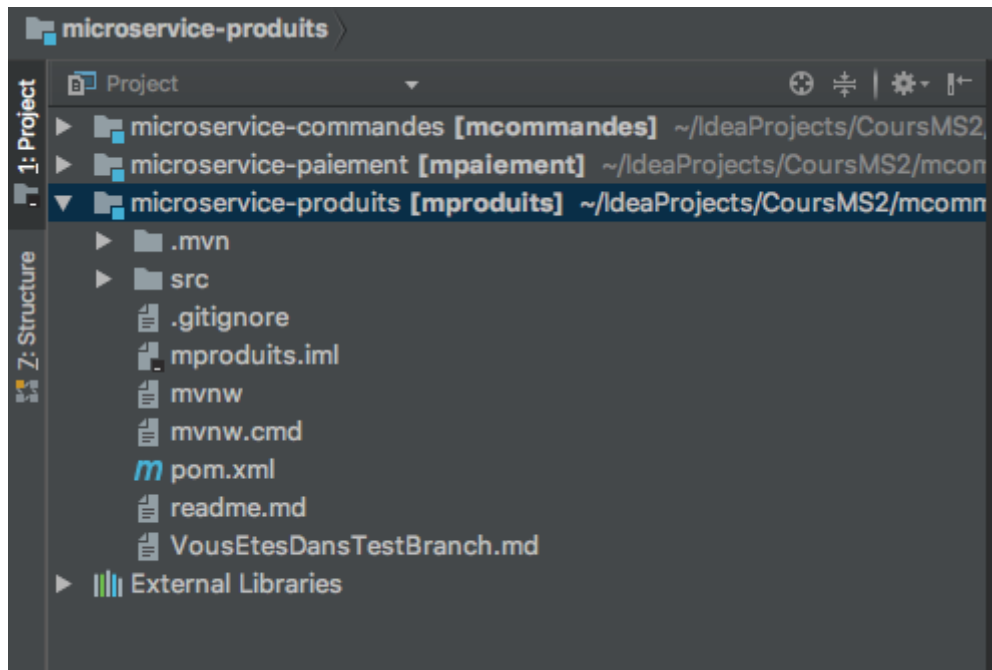 microservice-produits
Project
1: Project
microservice-commandes [mcommandes] ~/IdeaProjects/CoursMS2,
microservice-paiement [mpaiement] ~/IdeaProjects/CoursMS2/mcom
microservice-produits [mproduits] ~/IdeaProjects/CoursMS2/mcomm
.mvn
src
.gitignore
mproduits.iml
mvnw
mvnw.cmd
pom.xml
readme.md
VousEtesDansTestBranch.md
External Libraries
Z: Structure